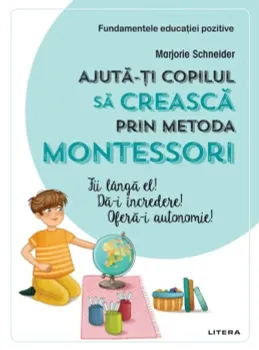 Fundamentele educației pozitive
Marjorie Schneider
AJUTĂ-ȚI COPILUL
SĂ CREASCĂ
PRIN METODA
MONTESSORI
Fii lângă el!
Dă-i încredere!
Oferă-i autonomie!
LITERA